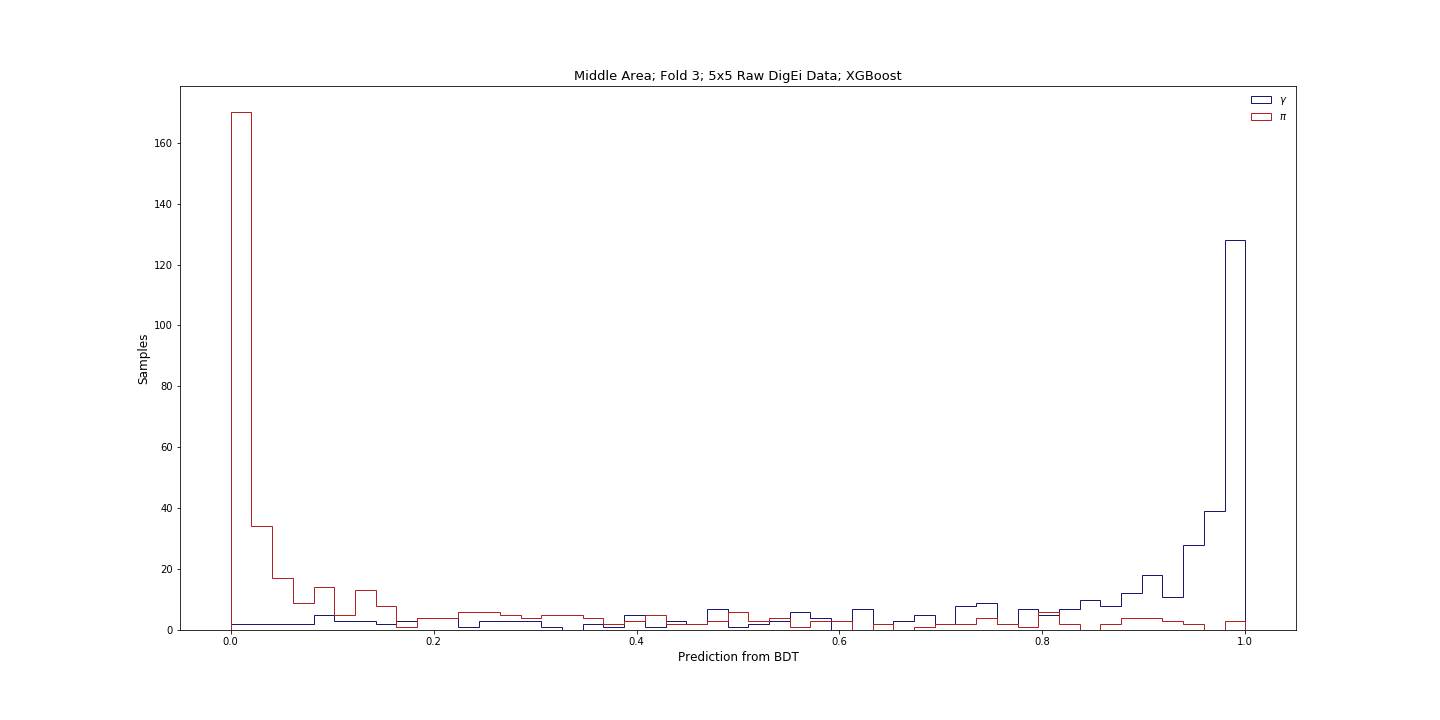 Middle Area; Fold 3; 5x5 Raw DigEi Data; XGBoost
γ
π
160
140
120
100
80
60
40
20
0
Samples
0.0 0.2 0.4 0.6 0.8 1.0
Prediction from BDT